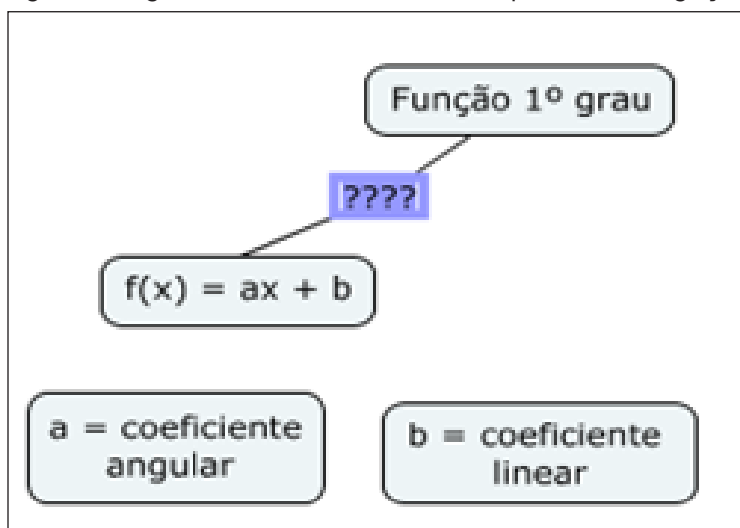 Função 1º grau
????
f(x) = ax + b
a = coeficiente
angular
b = coeficiente
linear